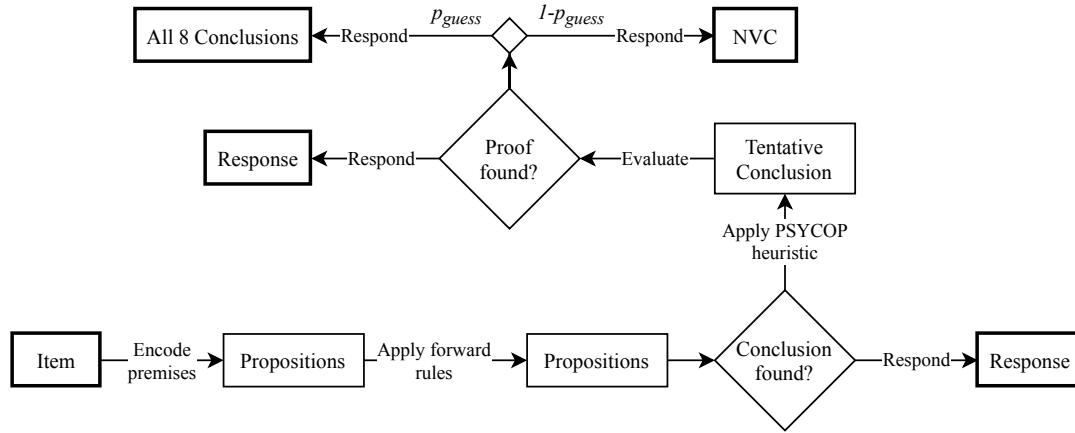 p_guess
1-p_guess
All 8 Conclusions
Respond
Respond
NVC
Response
Respond
Proof
found?
Evaluate
Tentative
Conclusion
Apply PSYCOP
heuristic
Item
Encode
premises
Propositions
Apply forward
rules
Propositions
Conclusion
found?
Respond
Response